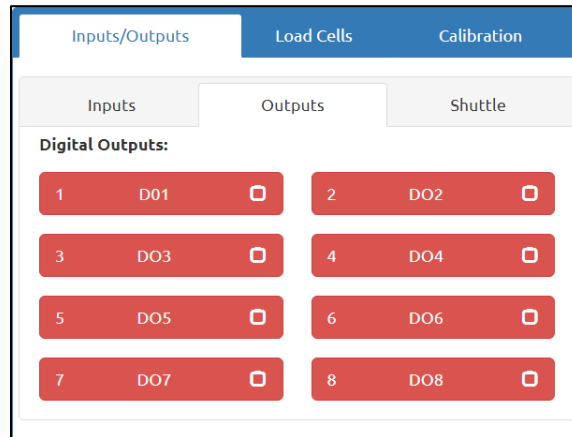 Inputs/Outputs Load Cells Calibration
Inputs Outputs Shuttle
Digital Outputs:
1 D01 2 DO2
3 DO3 4 DO4
5 DO5 6 DO6
7 DO7 8 DO8